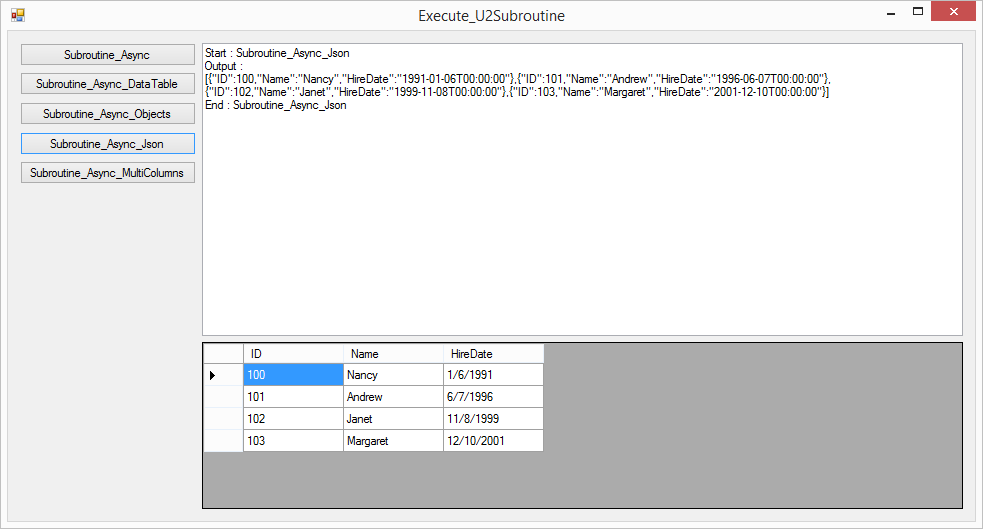 Execute_U2Subroutine
Subroutine_Async
Subroutine_Async_DataTable
Subroutine_Async_Objects
Subroutine_Async_Json
Subroutine_Async_MultiColumns
Start : Subroutine_Async_Json
Output :
[{"ID":100,"Name":"Nancy","HireDate":"1991-01-06T00:00:00"},{"ID":101,"Name":"Andrew","HireDate":"1996-06-07T00:00:00"},
{"ID":102,"Name":"Janet","HireDate":"1999-11-08T00:00:00"},{"ID":103,"Name":"Margaret","HireDate":"2001-12-10T00:00:00"}]
End : Subroutine_Async_Json
ID Name HireDate
100 Nancy 1/6/1991
101 Andrew 6/7/1996
102 Janet 11/8/1999
103 Margaret 12/10/2001